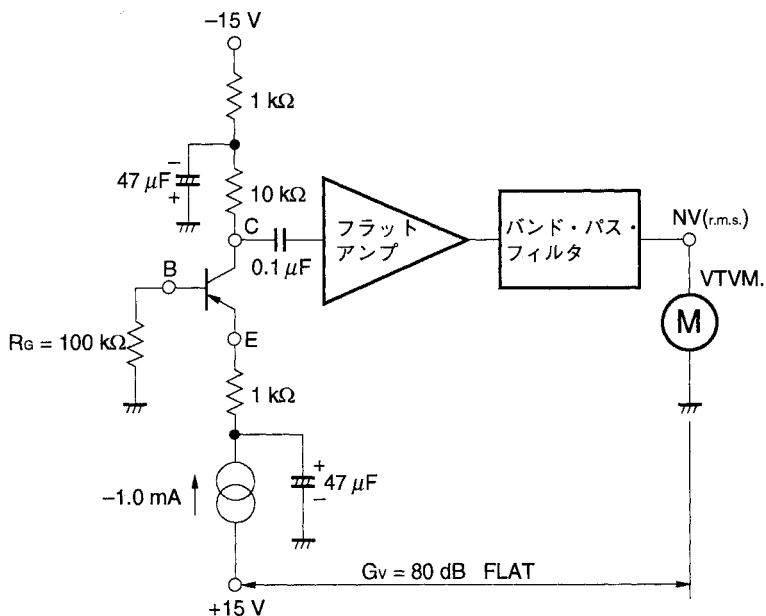 −15 V
1 kΩ
−
47 μF
+
10 kΩ
C
0.1 μF
フラット
アンプ
バンド・パス・
フィルタ
NV(r.m.s.)
VTVM.
M
B
RG = 100 kΩ
E
1 kΩ
+
47 μF
−
−1.0 mA
GV = 80 dB FLAT
+15 V